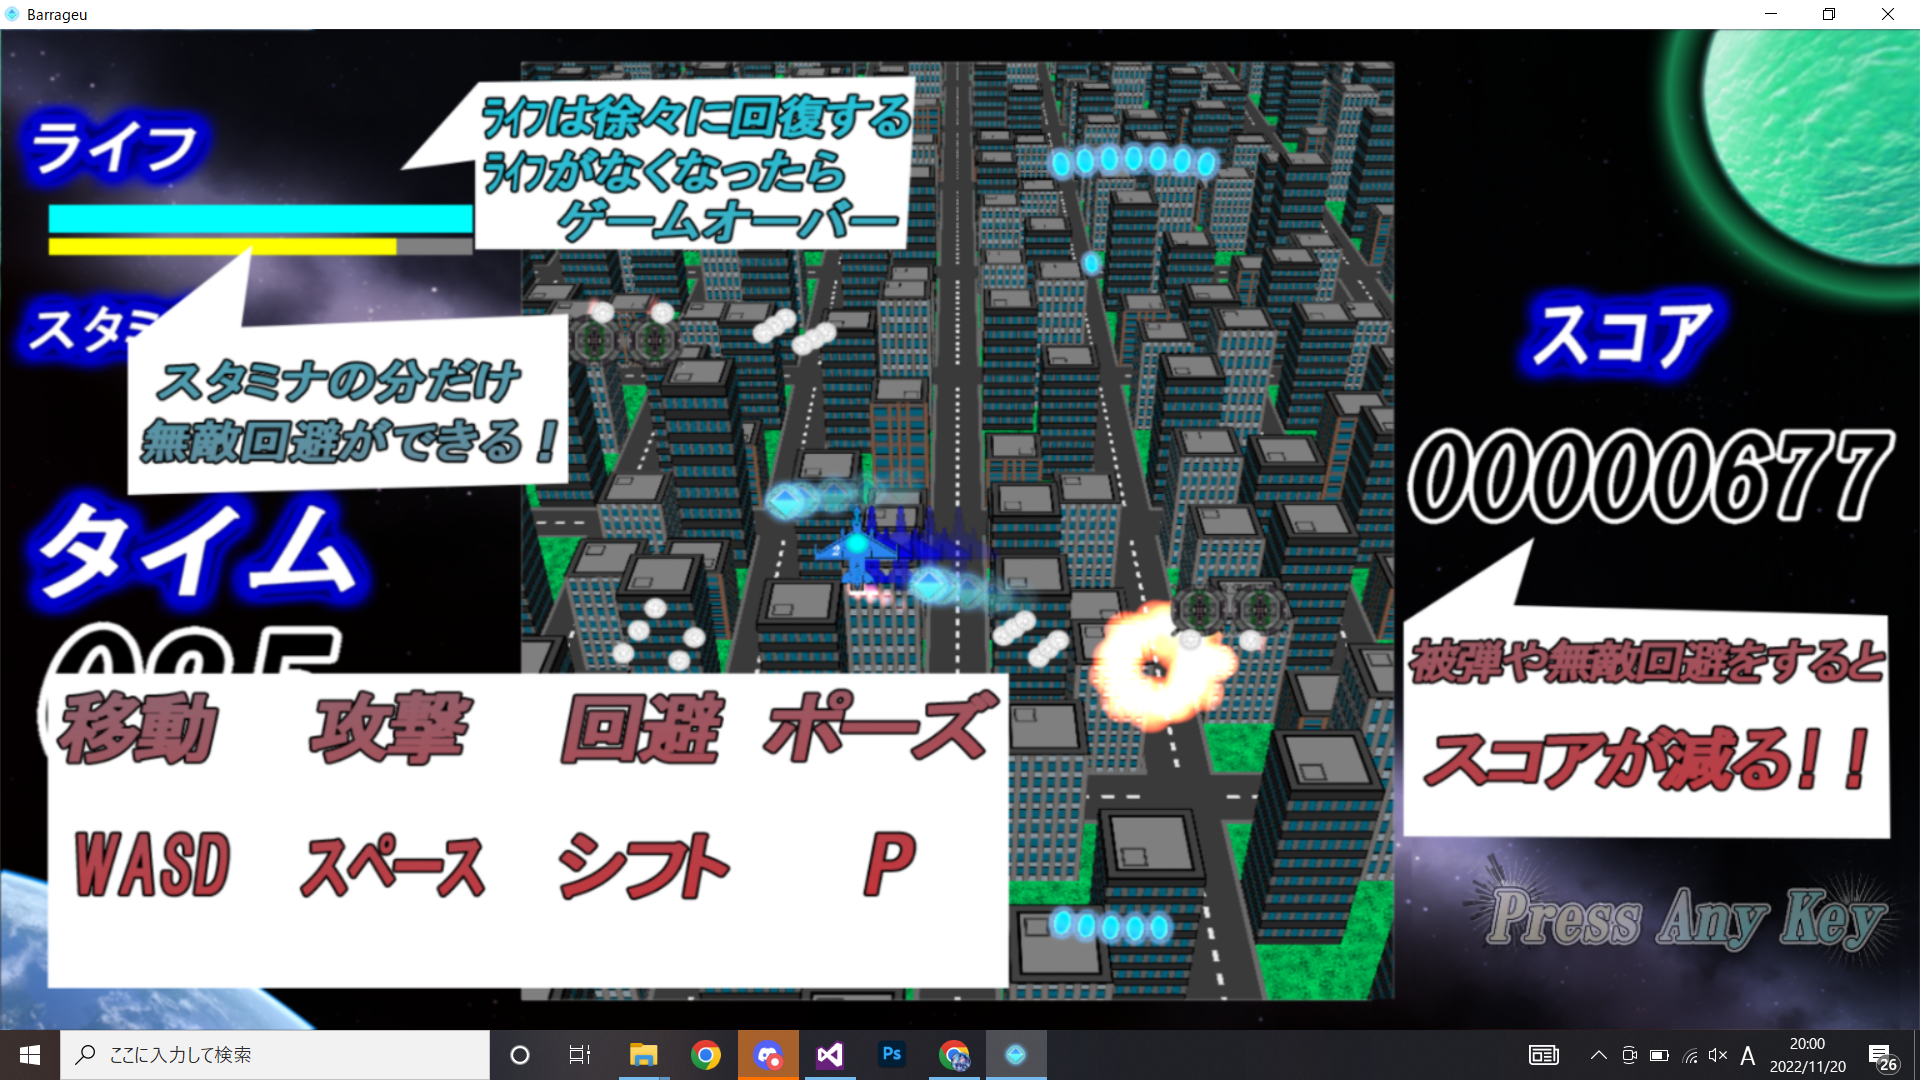 Barrageu
ライフ
ﾗｲﾌは徐々に回復する
ﾗｲﾌがなくなったら
ゲームオーバー
スタミ
スタミナの分だけ
無敵回避ができる！
タイム
スコア
00000677
被弾や無敵回避をすると
スコアが減る！！
移動 攻撃 回避 ポーズ
WASD スペース シフト P
Press Any Key
ここに入力して検索
Ps
A
20:00
2022/11/20
26